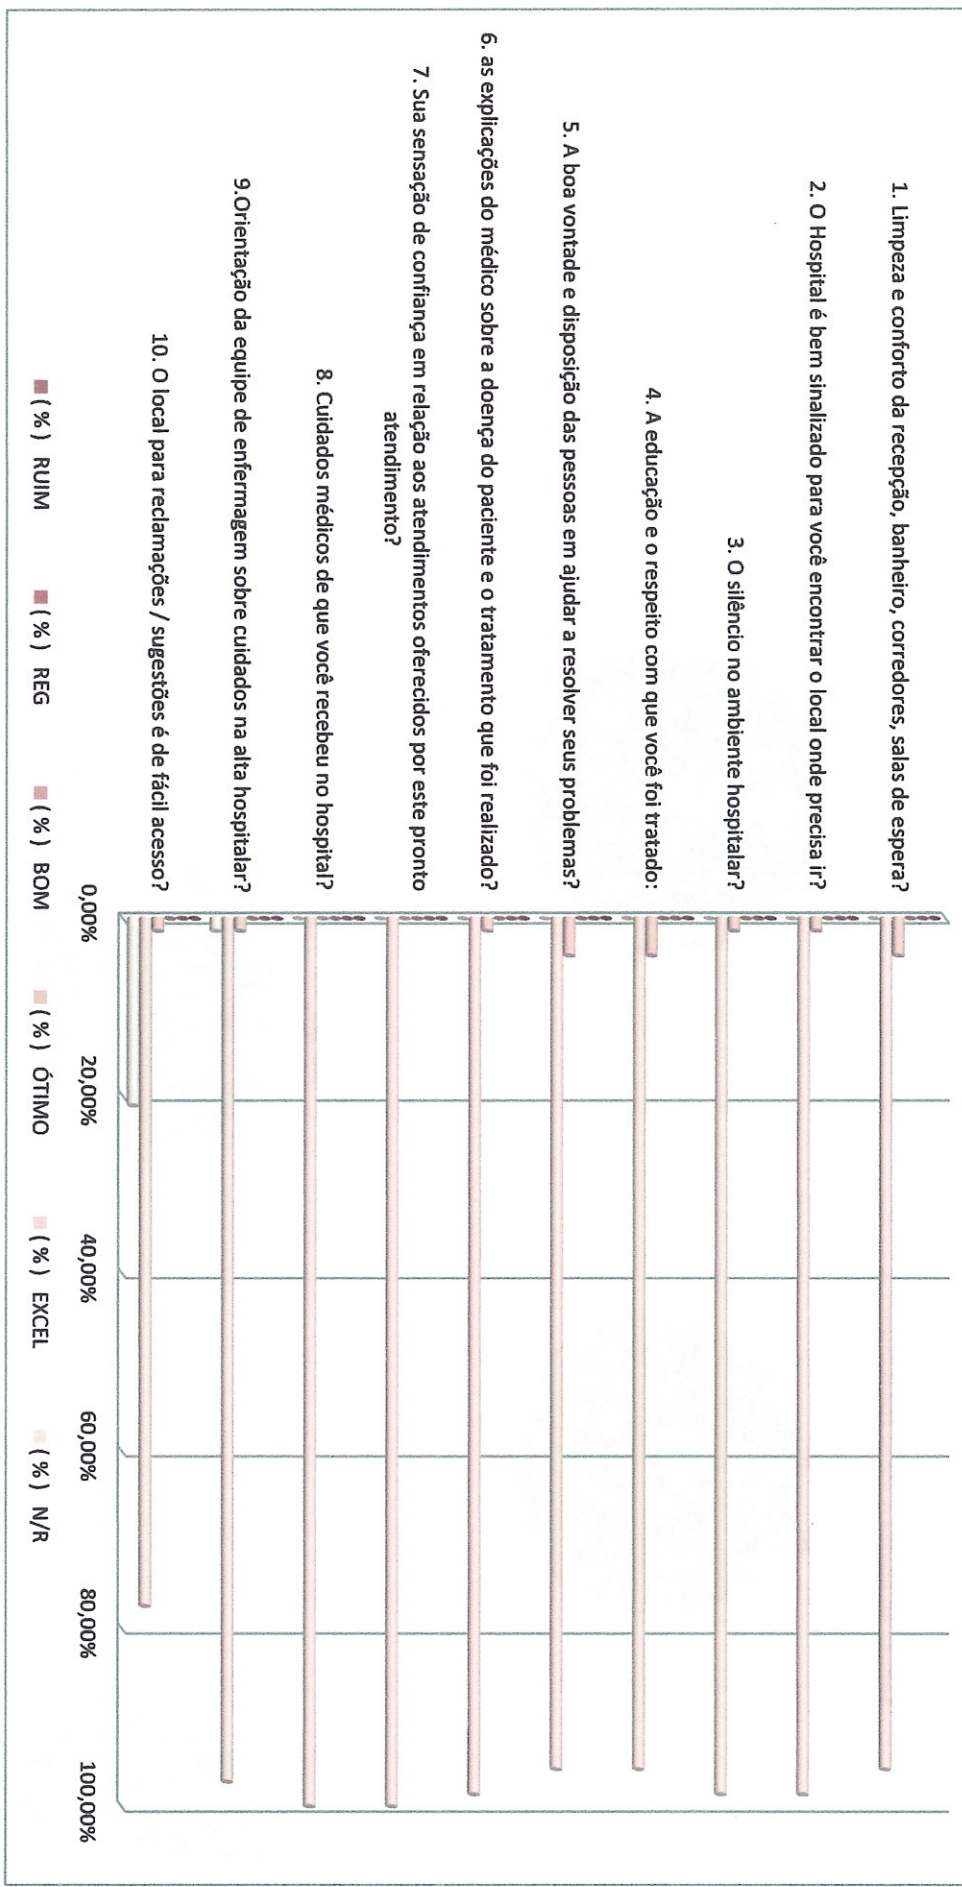 1. Limpeza e conforto da recepção, banheiro, corredores, salas de espera?
2. O Hospital é bem sinalizado para você encontrar o local onde precisa ir?
3. O silêncio no ambiente hospitalar?
4. A educação e o respeito com que você foi tratado:
5. A boa vontade e disposição das pessoas em ajudar a resolver seus problemas?
6. as explicações do médico sobre a doença do paciente e o tratamento que foi realizado?
7. Sua sensação de confiança em relação aos atendimentos oferecidos por este pronto
atendimento?
8. Cuidados médicos de que você recebeu no hospital?
9.Orientação da equipe de enfermagem sobre cuidados na alta hospitalar?
10. O local para reclamações / sugestões é de fácil acesso?
0,00% 20,00% 40,00% 60,00% 80,00% 100,00%
( % ) RUIM ( % ) REG ( % ) BOM ( % ) ÓTIMO ( % ) EXCEL ( % ) N/R